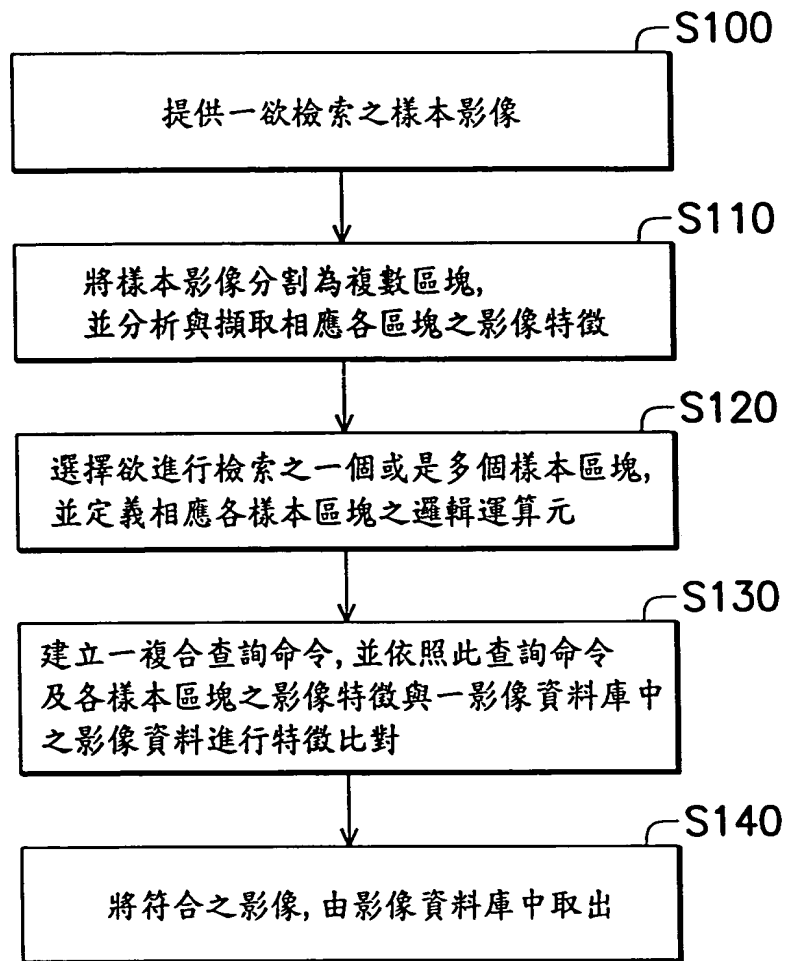 S100
提供一欲檢索之樣本影像
S110
將樣本影像分割為複數區塊,
並分析與擷取相應各區塊之影像特徵
S120
選擇欲進行檢索之一個或是多個樣本區塊,
並定義相應各樣本區塊之邏輯運算元
S130
建立一複合查詢命令,並依照此查詢命令
及各樣本區塊之影像特徵與一影像資料庫中
之影像資料進行特徵比對
S140
將符合之影像,由影像資料庫中取出